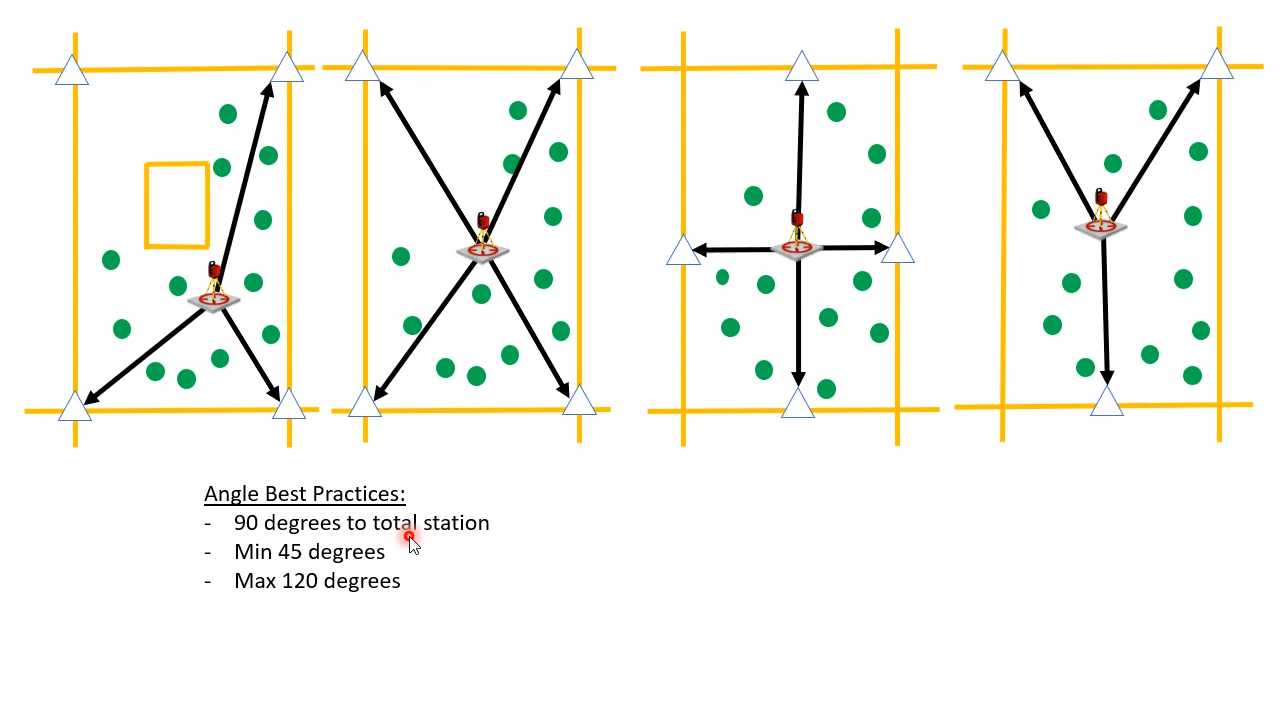 Angle Best Practices:
- 90 degrees to total station
- Min 45 degrees
- Max 120 degrees